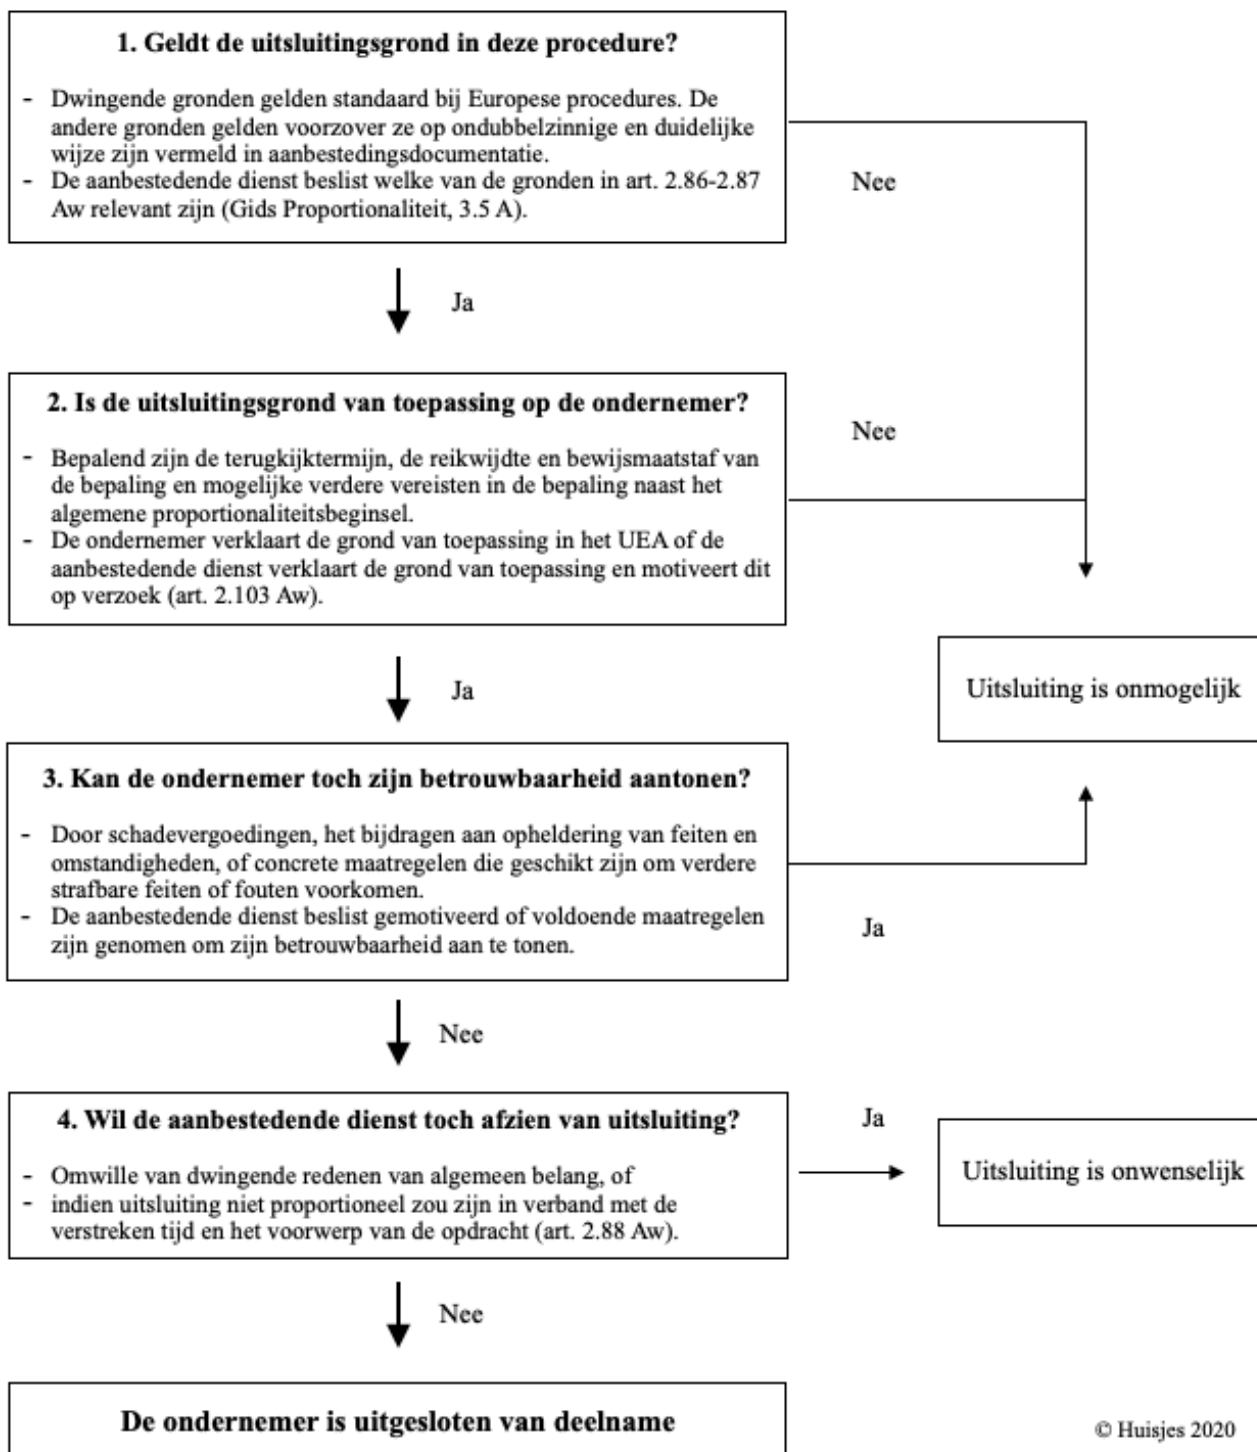 1. Geldt de uitsluitingsgrond in deze procedure?
- Dwingende gronden gelden standaard bij Europese procedures. De
andere gronden gelden voorzover ze op ondubbelzinnige en duidelijke
wijze zijn vermeld in aanbestedingsdocumentatie.
- De aanbestedende dienst beslist welke van de gronden in art. 2.86-2.87
Aw relevant zijn (Gids Proportionaliteit, 3.5 A).
Nee
Ja
2. Is de uitsluitingsgrond van toepassing op de ondernemer?
- Bepalend zijn de terugkijktermijn, de reikwijdte en bewijsmaatstaf van
de bepaling en mogelijke verdere vereisten in de bepaling naast het
algemene proportionaliteitsbeginsel.
- De ondernemer verklaart de grond van toepassing in het UEA of de
aanbestedende dienst verklaart de grond van toepassing en motiveert dit
op verzoek (art. 2.103 Aw).
Nee
Ja
Uitsluiting is onmogelijk
3. Kan de ondernemer toch zijn betrouwbaarheid aantonen?
- Door schadevergoedingen, het bijdragen aan opheldering van feiten en
omstandigheden, of concrete maatregelen die geschikt zijn om verdere
strafbare feiten of fouten voorkomen.
- De aanbestedende dienst beslist gemotiveerd of voldoende maatregelen
zijn genomen om zijn betrouwbaarheid aan te tonen.
Ja
Nee
4. Wil de aanbestedende dienst toch afzien van uitsluiting?
- Omwille van dwingende redenen van algemeen belang, of
- indien uitsluiting niet proportioneel zou zijn in verband met de
verstreken tijd en het voorwerp van de opdracht (art. 2.88 Aw).
Ja
Uitsluiting is onwenselijk
Nee
De ondernemer is uitgesloten van deelname
© Huisjes 2020